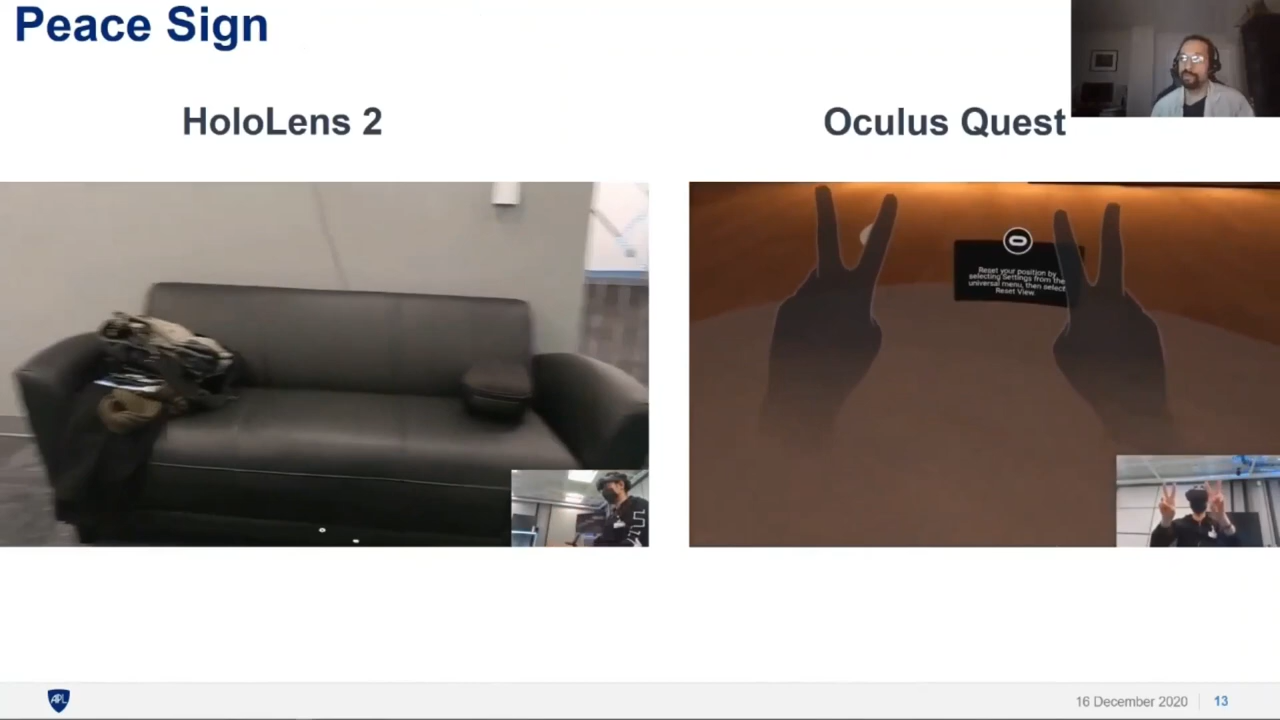 Peace Sign
HoloLens 2
Oculus Quest
Reset your position by
selecting Settings from the
universal menu, then select
Reset View.
APL
16 December 2020
13